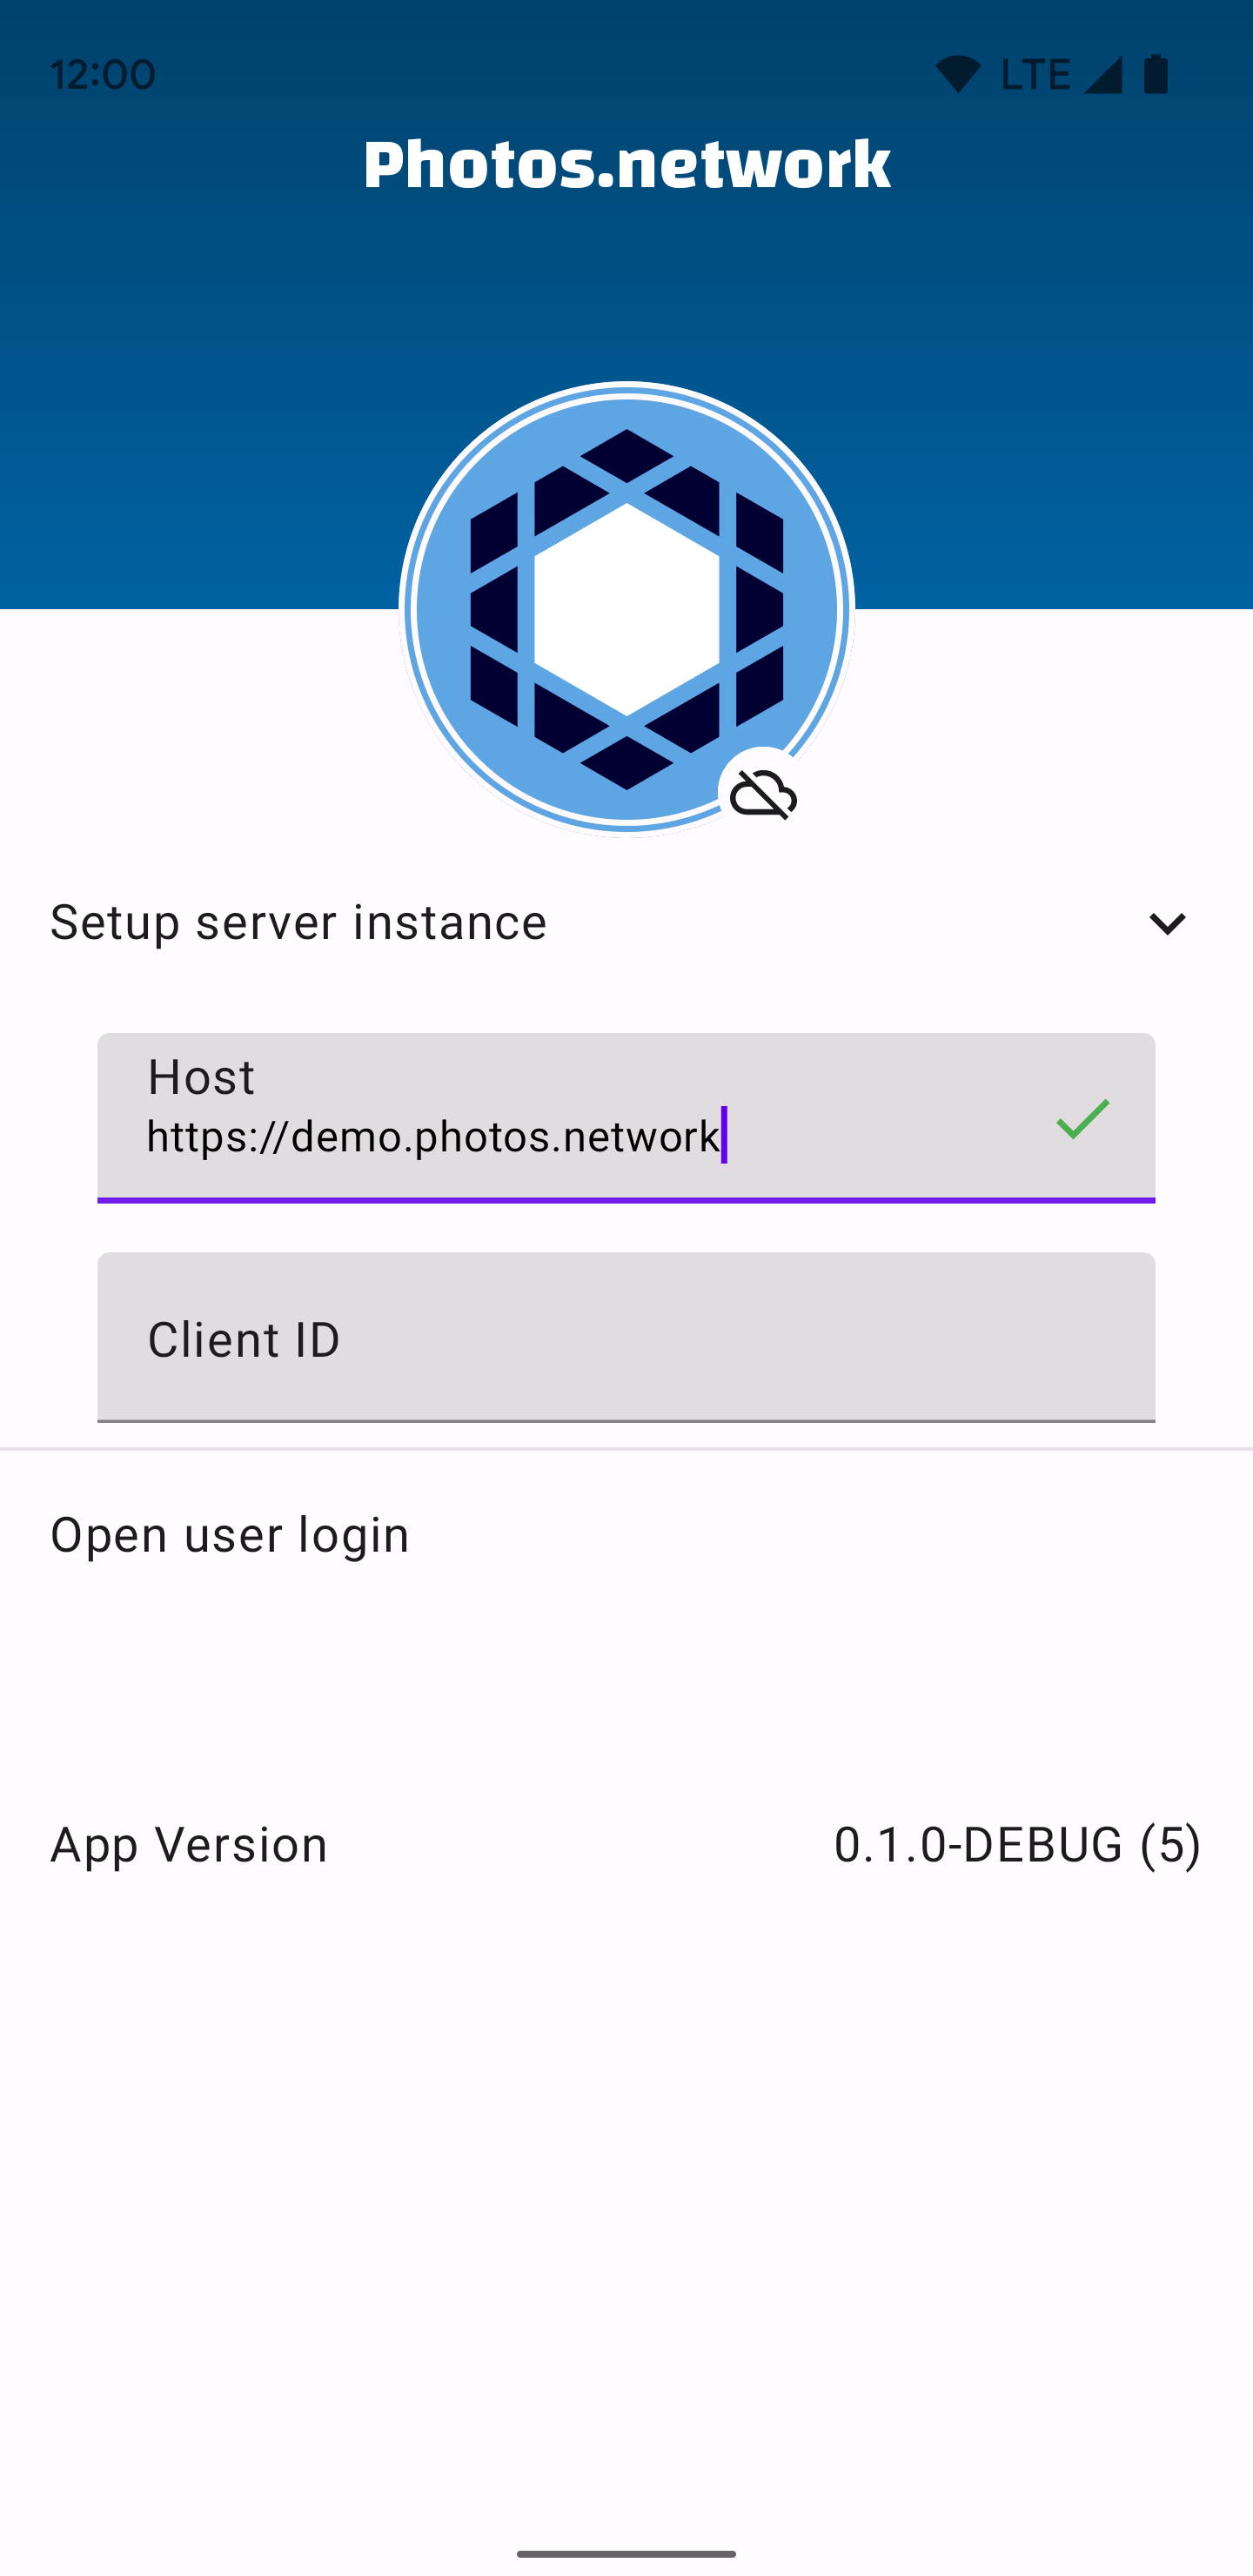 12:00 LTE
Photos.network
Setup server instance
Host
https://demo.photos.network
Client ID
Open user login
App Version 0.1.0-DEBUG (5)